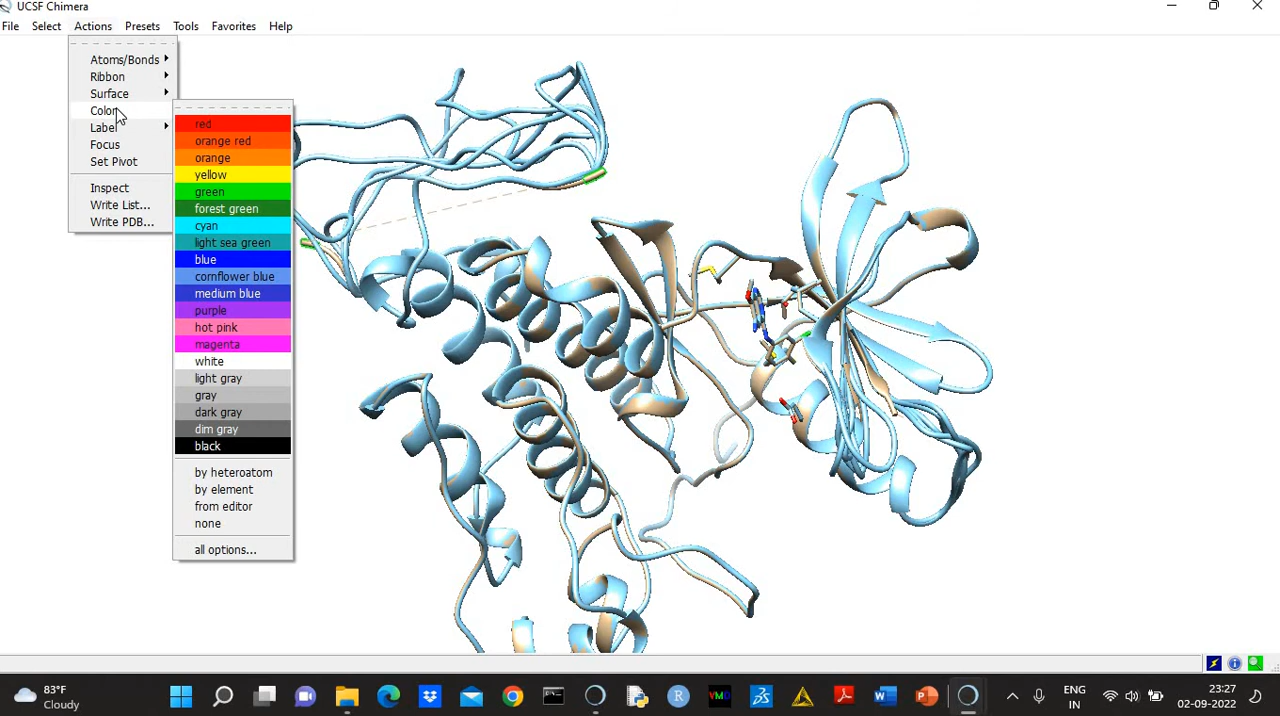 UCSF Chimera
File Select Actions Presets Tools Favorites Help
Atoms/Bonds
Ribbon
Surface
Color
Label
Focus
Set Pivot
Inspect
Write List...
Write PDB...
red
orange red
orange
yellow
green
forest green
cyan
light sea green
blue
cornflower blue
medium blue
purple
hot pink
magenta
white
light gray
gray
dark gray
dim gray
black
by heteroatom
by element
from editor
none
all options...
83°F
Cloudy
R
VMD
W
P
ENG
IN
23:27
02-09-2022